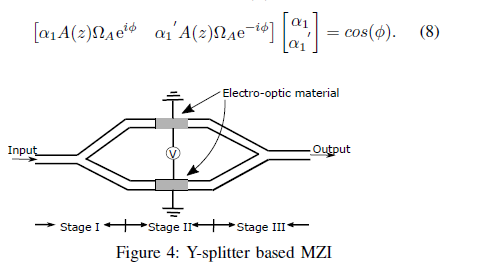 [α₁A(z)Ω_A e^{iϕ}   α₁′A(z)Ω_A e^{−iϕ}] [α₁ α₁′] = cos(ϕ).   (8)
Electro-optic material
Input
V
Output
Stage I
Stage II
Stage III
Figure 4: Y-splitter based MZI